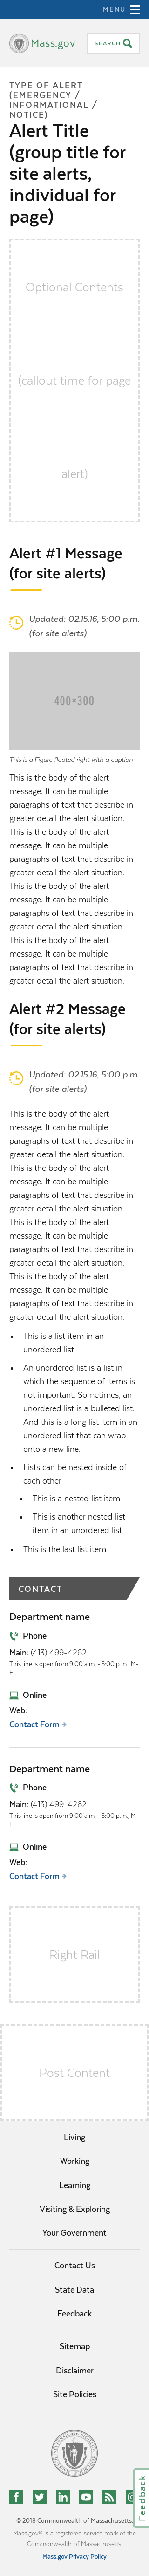 MENU
Mass.gov
SEARCH
TYPE OF ALERT
(EMERGENCY /
INFORMATIONAL /
NOTICE)
Alert Title
(group title for
site alerts,
individual for
page)
Optional Contents
(callout time for page
alert)
Alert #1 Message
(for site alerts)
Updated: 02.15.16, 5:00 p.m.
(for site alerts)
400×300
This is a Figure floated right with a caption
This is the body of the alert
message. It can be multiple
paragraphs of text that describe in
greater detail the alert situation.
This is the body of the alert
message. It can be multiple
paragraphs of text that describe in
greater detail the alert situation.
This is the body of the alert
message. It can be multiple
paragraphs of text that describe in
greater detail the alert situation.
This is the body of the alert
message. It can be multiple
paragraphs of text that describe in
greater detail the alert situation.
Alert #2 Message
(for site alerts)
Updated: 02.15.16, 5:00 p.m.
(for site alerts)
This is the body of the alert
message. It can be multiple
paragraphs of text that describe in
greater detail the alert situation.
This is the body of the alert
message. It can be multiple
paragraphs of text that describe in
greater detail the alert situation.
This is the body of the alert
message. It can be multiple
paragraphs of text that describe in
greater detail the alert situation.
This is the body of the alert
message. It can be multiple
paragraphs of text that describe in
greater detail the alert situation.
• This is a list item in an
unordered list
• An unordered list is a list in
which the sequence of items is
not important. Sometimes, an
unordered list is a bulleted list.
And this is a long list item in an
unordered list that can wrap
onto a new line.
• Lists can be nested inside of
each other
• This is a nested list item
• This is another nested list
item in an unordered list
• This is the last list item
CONTACT
Department name
Phone
Main: (413) 499-4262
This line is open from 9:00 a.m. - 5:00 p.m., M-
F
Online
Web:
Contact Form
Department name
Phone
Main: (413) 499-4262
This line is open from 9:00 a.m. - 5:00 p.m., M-
F
Online
Web:
Contact Form
Right Rail
Post Content
Living
Working
Learning
Visiting & Exploring
Your Government
Contact Us
State Data
Feedback
Sitemap
Disclaimer
Site Policies
Feedback
© 2018 Commonwealth of Massachusetts.
Mass.gov® is a registered service mark of the
Commonwealth of Massachusetts.
Mass.gov Privacy Policy